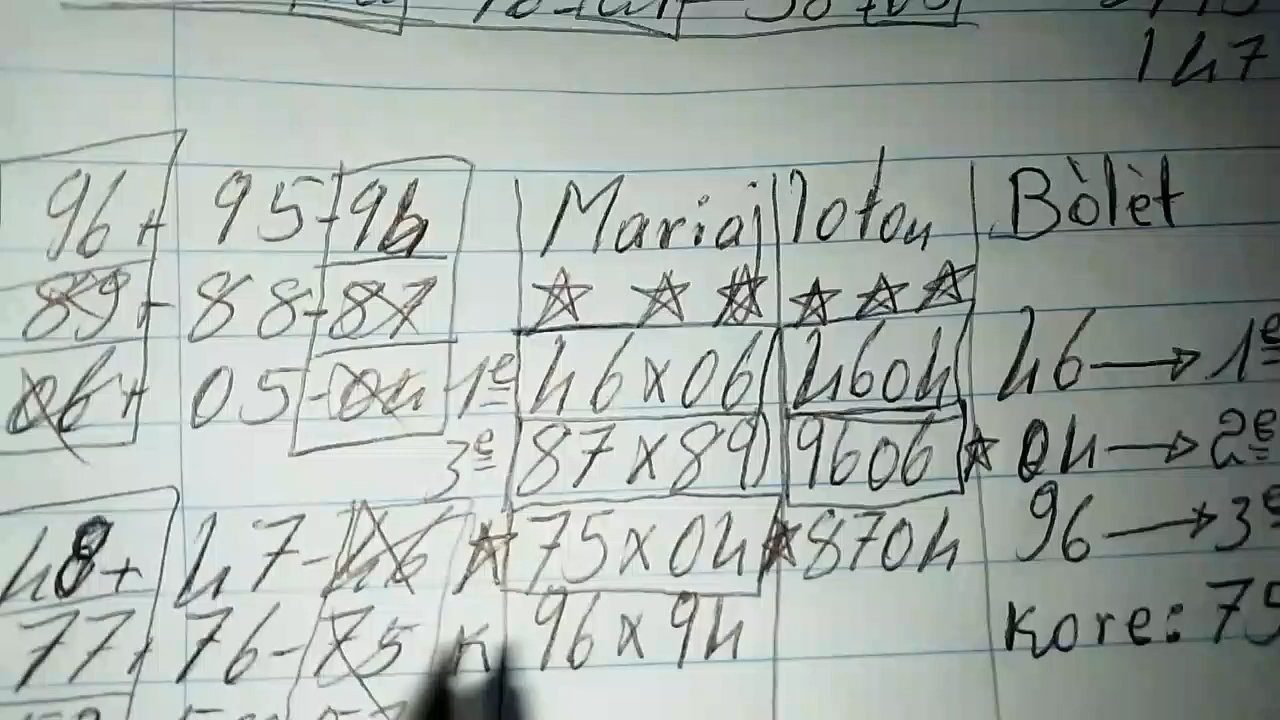 147
96+ 95-96 Mariaj loto4 Bòlèt
89+ 88-87
06+ 05-04 1e 46x06 4604 46→1e
3e 87x89 9606 04→2e
48+ 47-46 75x04 8704 96→3e
77+ 76-75 K 96x94 Kore: 75